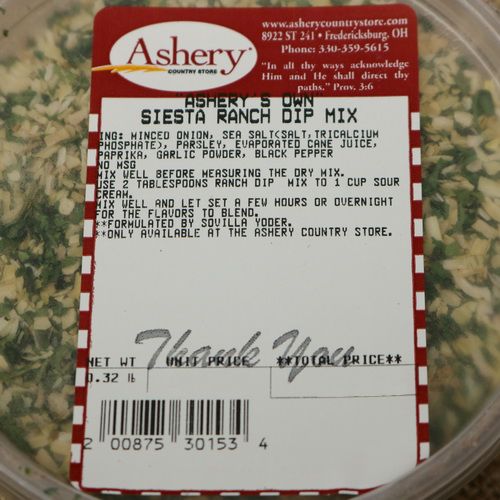 www.asherycountrystore.com
8922 ST 241 • Fredericksburg, OH
Phone: 330-359-5615
"In all thy ways acknowledge
Him and He shall direct thy
paths." Prov. 3:6
Ashery
COUNTRY STORE
ASHERY'S OWN
SIESTA RANCH DIP MIX
ING: MINCED ONION, SEA SALT(SALT,TRICALCIUM
PHOSPHATE), PARSLEY, EVAPORATED CANE JUICE,
PAPRIKA, GARLIC POWDER, BLACK PEPPER
NO MSG
MIX WELL BEFORE MEASURING THE DRY MIX.
USE 2 TABLESPOONS RANCH DIP MIX TO 1 CUP SOUR
CREAM.
MIX WELL AND LET SET A FEW HOURS OR OVERNIGHT
FOR THE FLAVORS TO BLEND.
**FORMULATED BY SOVILLA YODER.
**ONLY AVAILABLE AT THE ASHERY COUNTRY STORE.
Thank You
NET WT UNIT PRICE **TOTAL PRICE**
0.32 lb
2 00875 30153 4